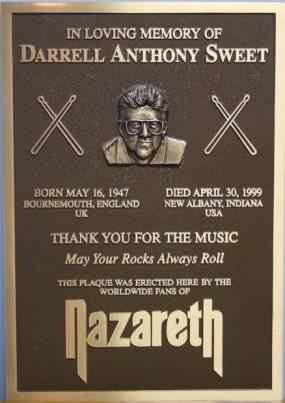 IN LOVING MEMORY OF
DARRELL ANTHONY SWEET
BORN MAY 16, 1947
BOURNEMOUTH, ENGLAND
UK
DIED APRIL 30, 1999
NEW ALBANY, INDIANA
USA
THANK YOU FOR THE MUSIC
May Your Rocks Always Roll
THIS PLAQUE WAS ERECTED HERE BY THE
WORLDWIDE FANS OF
Nazareth